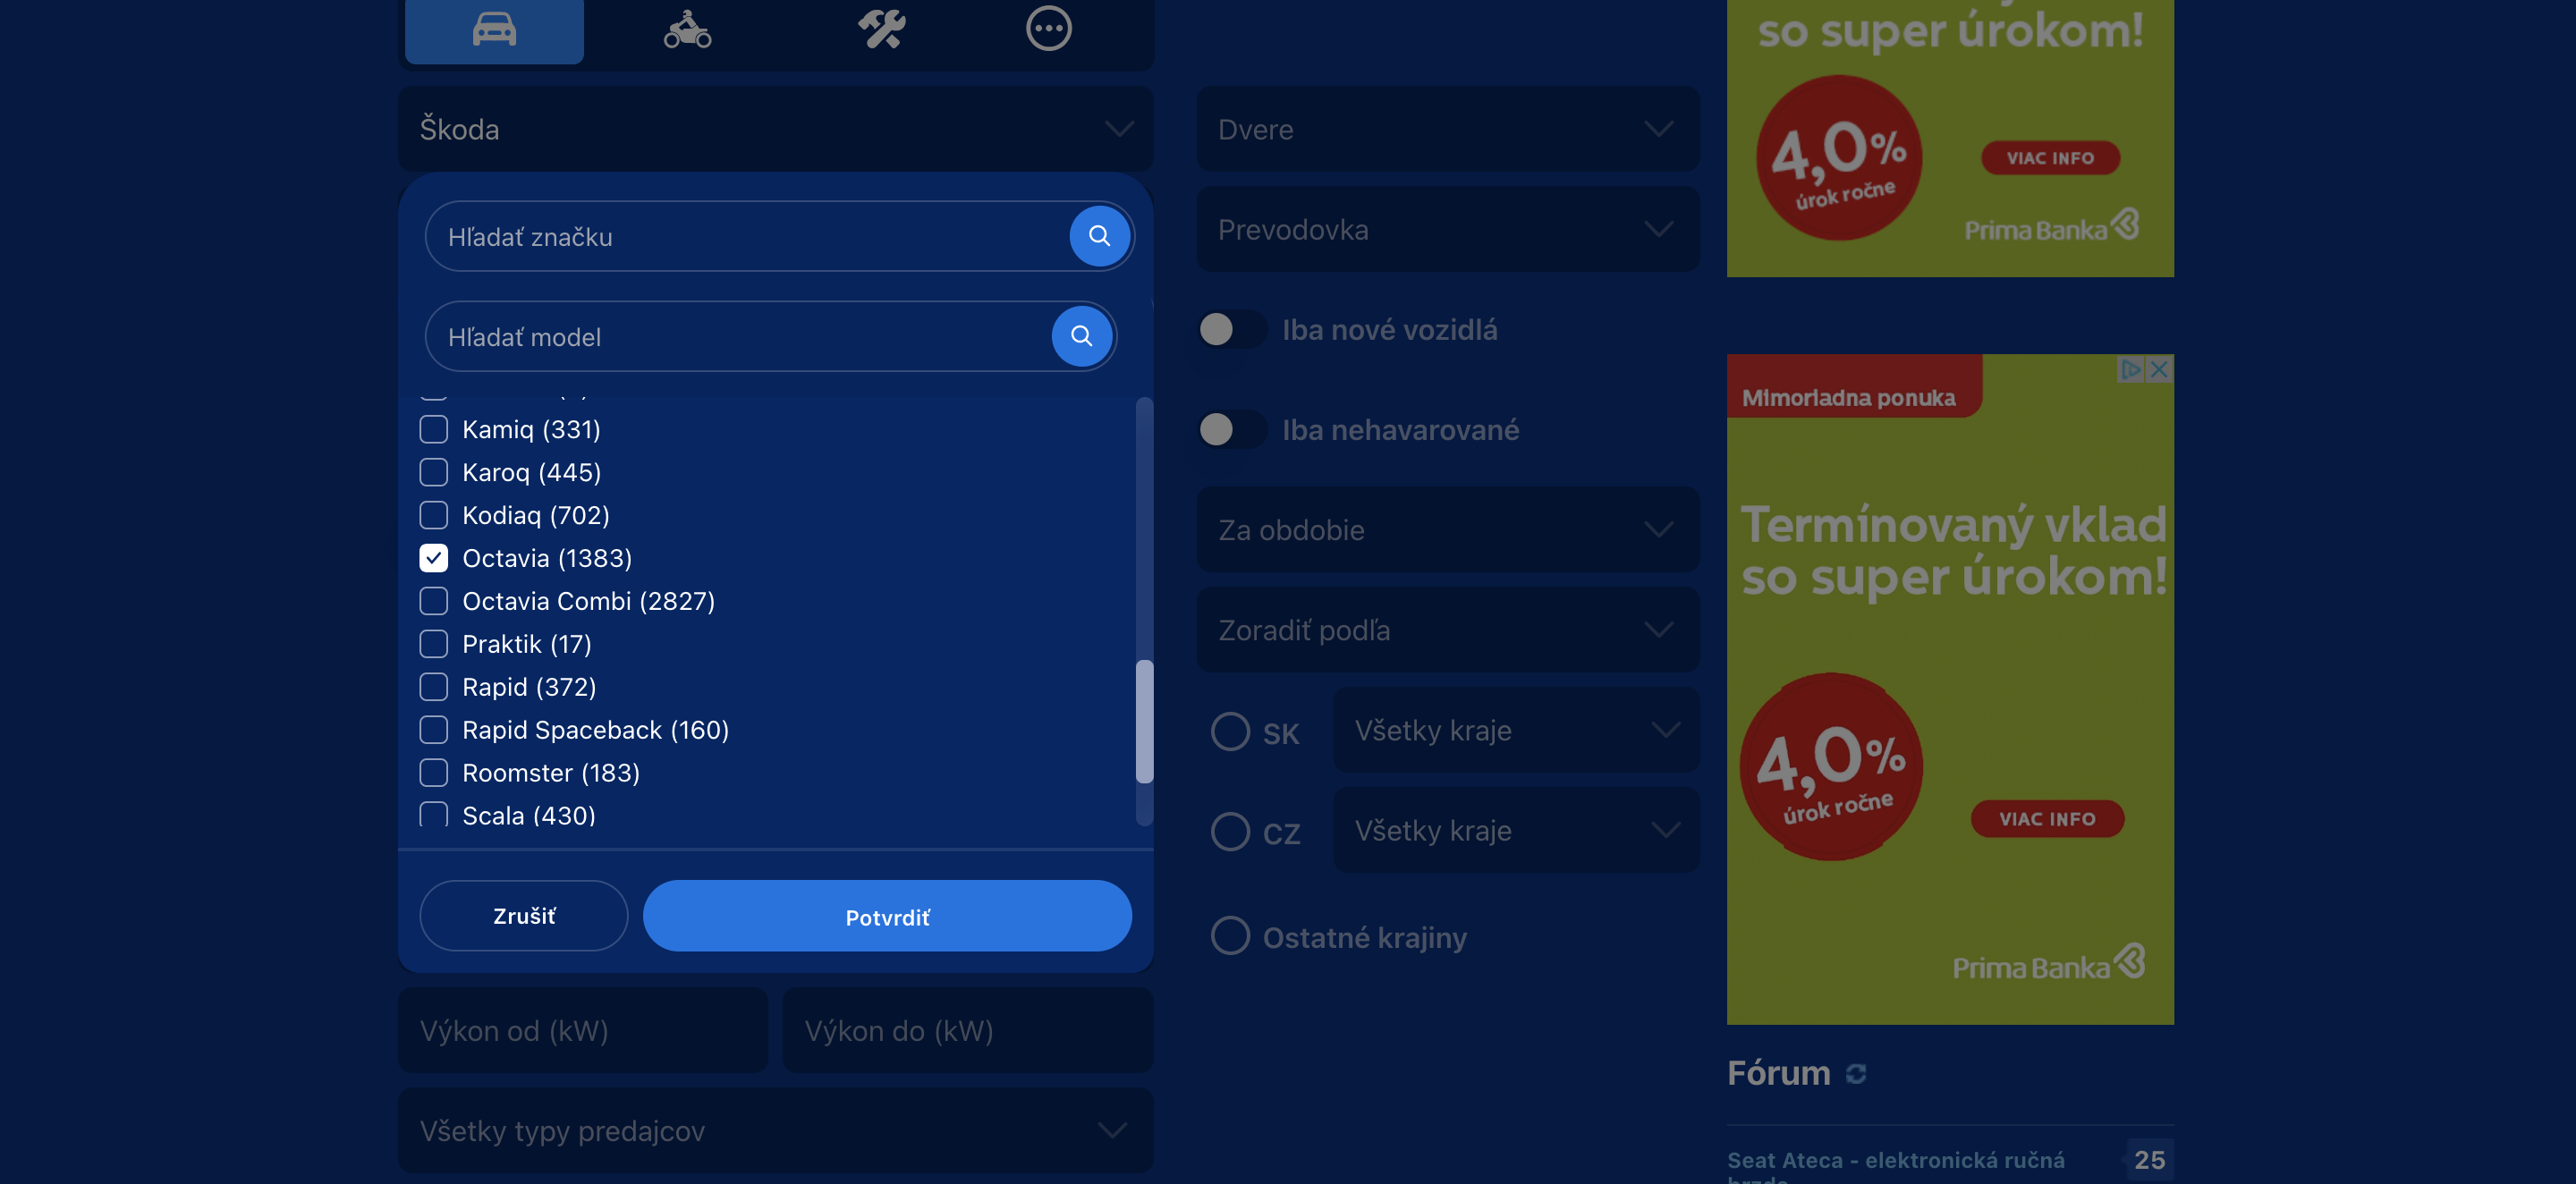 Škoda
Hľadať značku
Hľadať model
Kamiq (331)
Karoq (445)
Kodiaq (702)
Octavia (1383)
Octavia Combi (2827)
Praktik (17)
Rapid (372)
Rapid Spaceback (160)
Roomster (183)
Scala (430)
Zrušiť
Potvrdiť
Výkon od (kW)
Výkon do (kW)
Všetky typy predajcov
Dvere
Prevodovka
Iba nové vozidlá
Iba nehavarované
Za obdobie
Zoradiť podľa
SK
Všetky kraje
CZ
Všetky kraje
Ostatné krajiny
so super úrokom!
4,0%
úrok ročne
VIAC INFO
Prima Banka
Mimoriadna ponuka
Termínovaný vklad
so super úrokom!
4,0%
úrok ročne
VIAC INFO
Prima Banka
Fórum
Seat Ateca - elektronická ručná
25